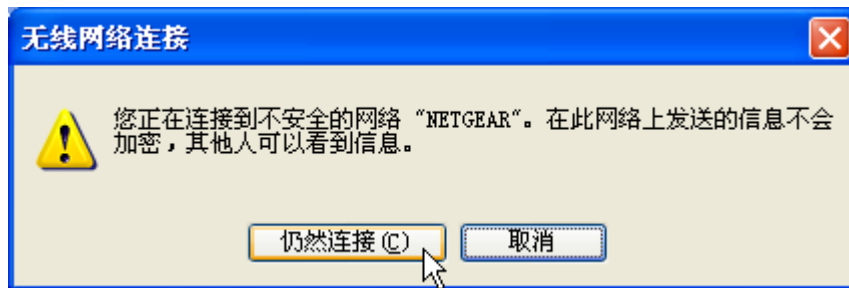 无线网络连接
您正在连接到不安全的网络 “NETGEAR”。在此网络上发送的信息不会
加密，其他人可以看到信息。
仍然连接(C)
取消